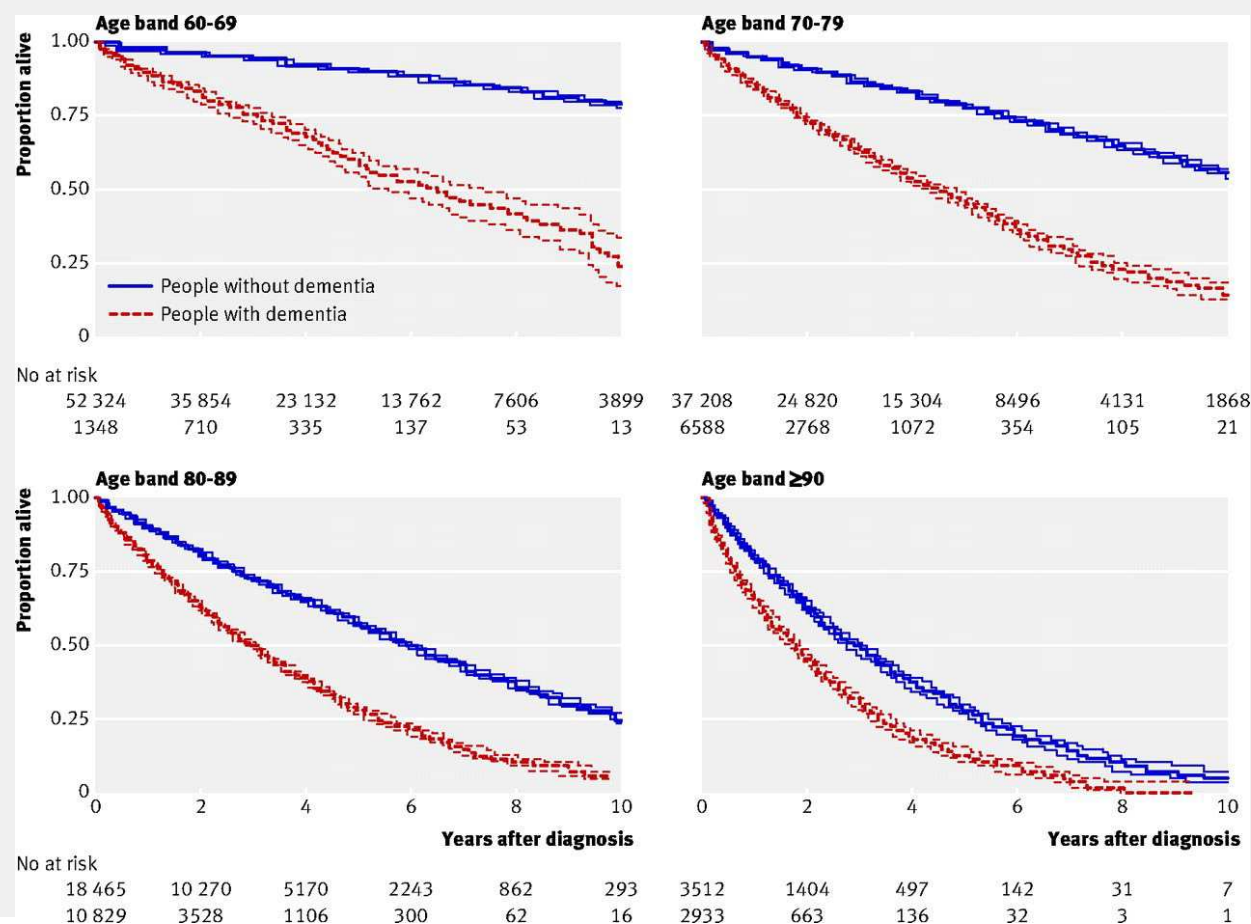 Age band 60-69
Age band 70-79
Proportion alive
1.00
0.75
0.50
0.25
0
People without dementia
People with dementia
No at risk
52 324 35 854 23 132 13 762 7606 3899 37 208 24 820 15 304 8496 4131 1868
1348 710 335 137 53 13 6588 2768 1072 354 105 21
Age band 80-89
Age band ≥90
Proportion alive
1.00
0.75
0.50
0.25
0
0 2 4 6 8 10 0 2 4 6 8 10
Years after diagnosis Years after diagnosis
No at risk
18 465 10 270 5170 2243 862 293 3512 1404 497 142 31 7
10 829 3528 1106 300 62 16 2933 663 136 32 3 1